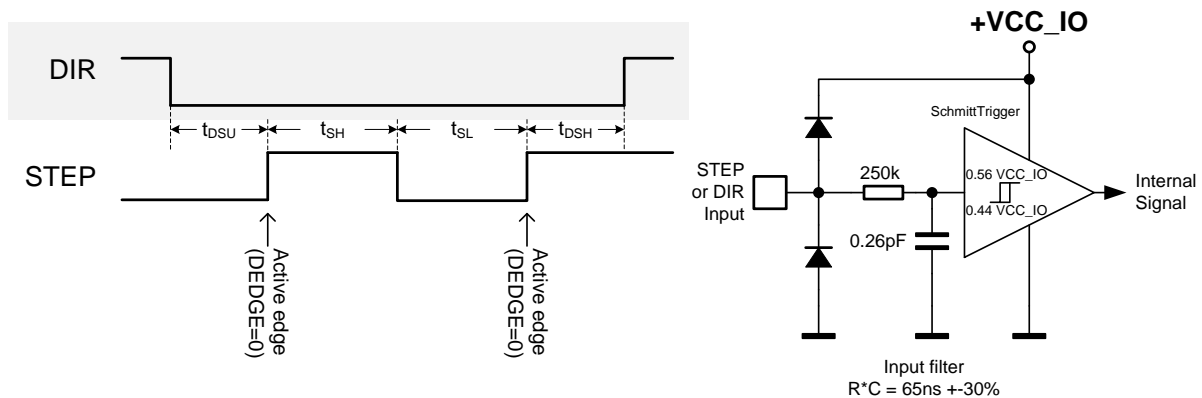 DIR
tDSU
tSH
tSL
tDSH
STEP
Active edge
(DEDGE=0)
Active edge
(DEDGE=0)
+VCC_IO
SchmittTrigger
STEP
or DIR
Input
250k
0.26pF
0.56 VCC_IO
0.44 VCC_IO
Internal
Signal
Input filter
R*C = 65ns +-30%